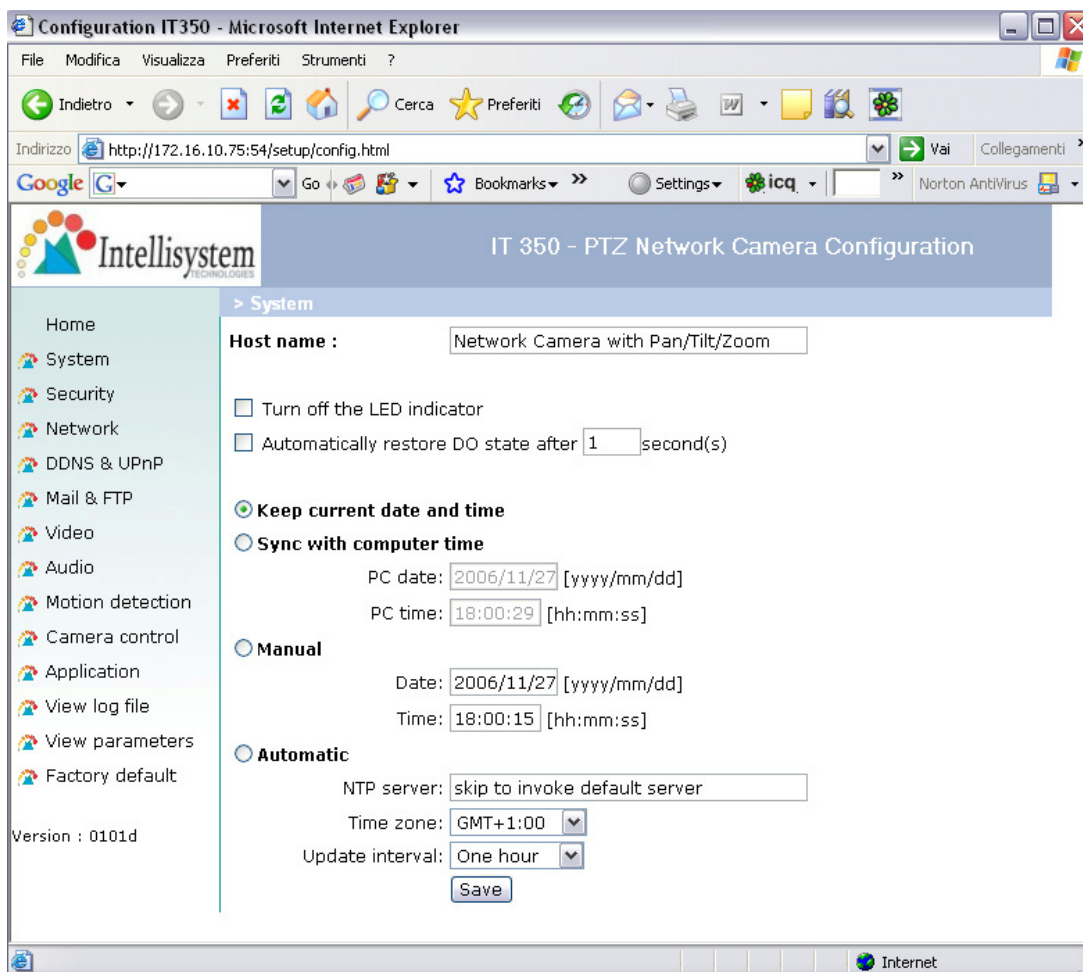 Configuration IT350 - Microsoft Internet Explorer
File Modifica Visualizza Preferiti Strumenti ?
Indietro Cerca Preferiti
Indirizzo http://172.16.10.75:54/setup/config.html Vai Collegamenti »
Google G Go Bookmarks » Settings icq » Norton AntiVirus
Intellisystem
TECHNOLOGIES
IT 350 - PTZ Network Camera Configuration
> System
Home
System
Security
Network
DDNS & UPnP
Mail & FTP
Video
Audio
Motion detection
Camera control
Application
View log file
View parameters
Factory default
Version : 0101d
Host name : Network Camera with Pan/Tilt/Zoom
Turn off the LED indicator
Automatically restore DO state after 1 second(s)
Keep current date and time
Sync with computer time
PC date: 2006/11/27 [yyyy/mm/dd]
PC time: 18:00:29 [hh:mm:ss]
Manual
Date: 2006/11/27 [yyyy/mm/dd]
Time: 18:00:15 [hh:mm:ss]
Automatic
NTP server: skip to invoke default server
Time zone: GMT+1:00
Update interval: One hour
Save
Internet